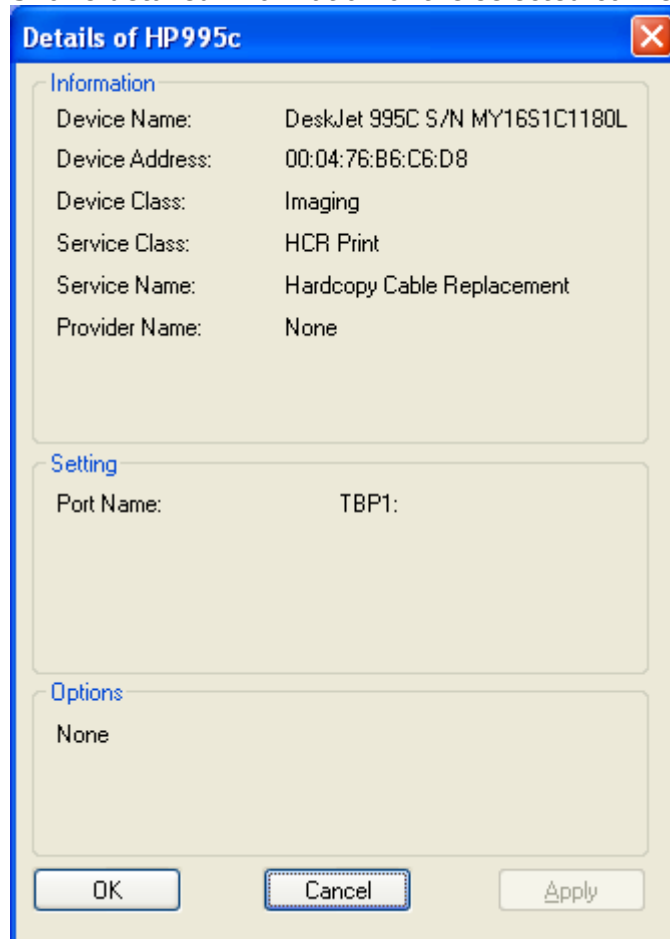 Details of HP995c
Information
Device Name: DeskJet 995C S/N MY16S1C1180L
Device Address: 00:04:76:B6:C6:D8
Device Class: Imaging
Service Class: HCR Print
Service Name: Hardcopy Cable Replacement
Provider Name: None
Setting
Port Name: TBP1:
Options
None
OK Cancel Apply